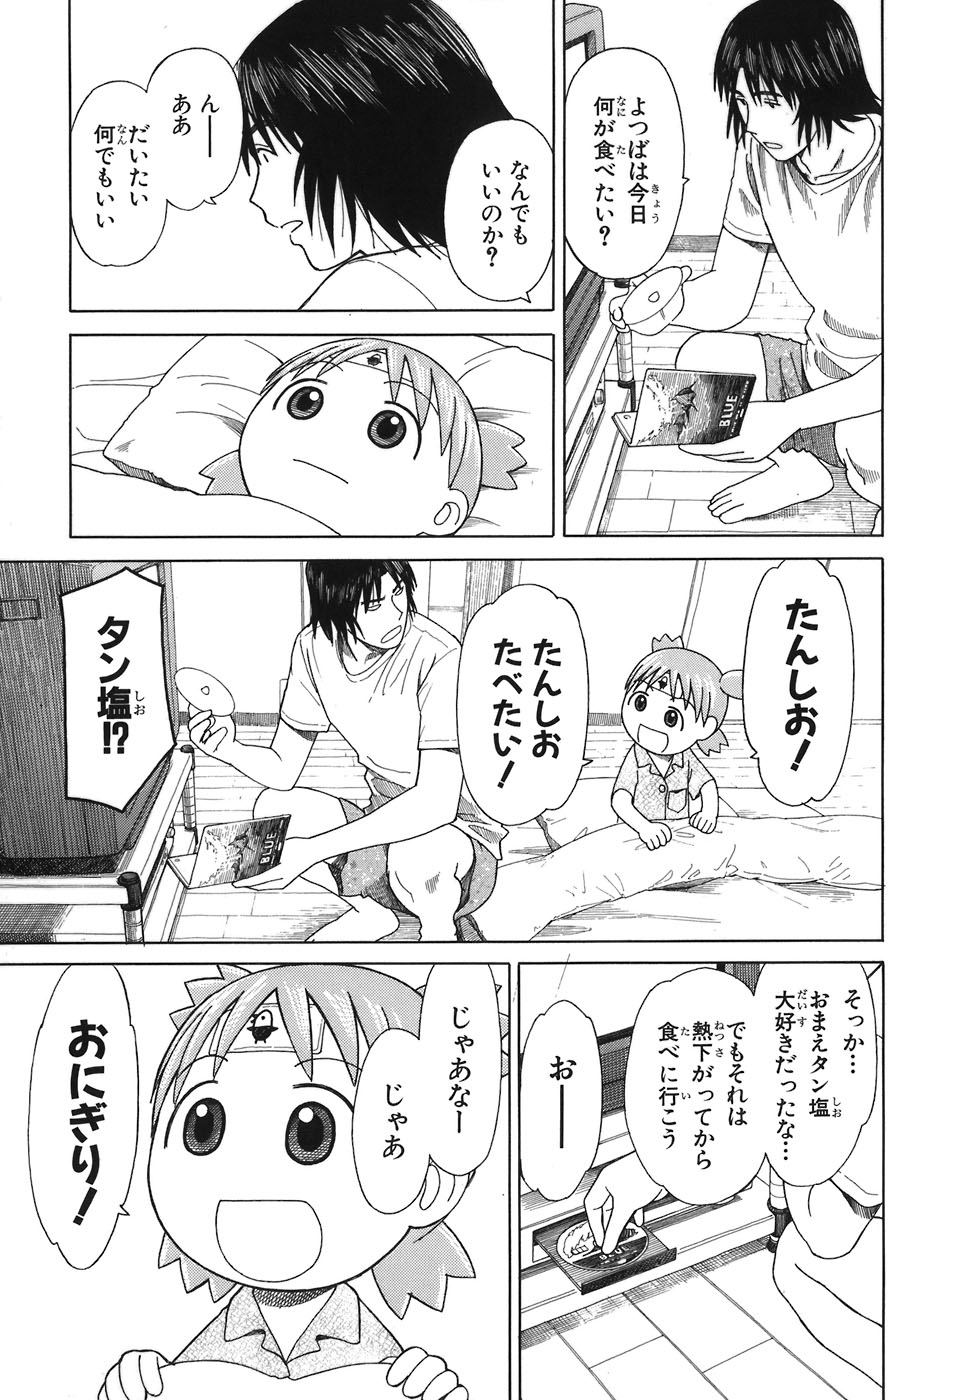 よつばは今日
何が食べたい？
BLUE
なんでも
いいのか？
んー
ああ
だいたい
何でもいい
たんしお！
たんしお
たべたい！
BLUE
タン塩!?
そっか…
おまえタン塩
大好きだったな…
でもそれは
熱下がってから
食べに行こう
おー
じゃあなー
じゃあ
おにぎり！